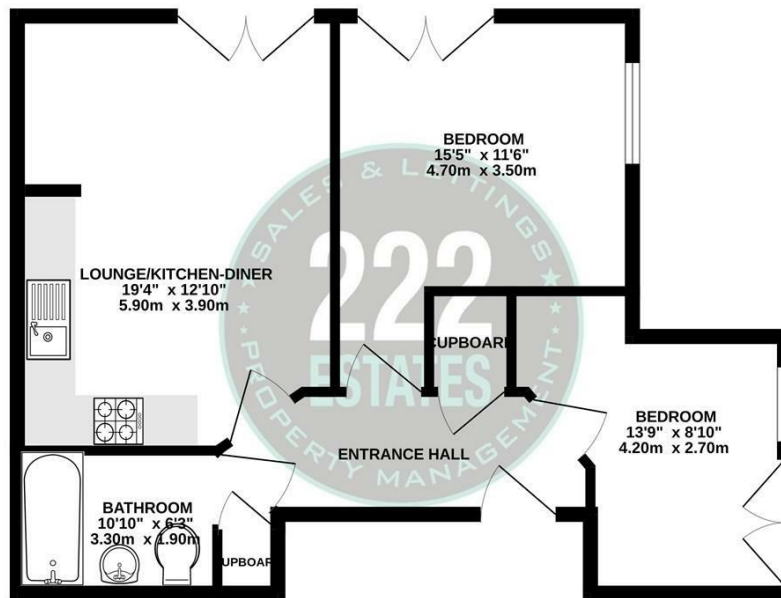 BEDROOM
15'5" x 11'6"
4.70m x 3.50m
SALES & LETTINGS
LOUNGE/KITCHEN-DINER
19'4" x 12'10"
5.90m x 3.90m
222
ESTATES
CUPBOARD
PROPERTY MANAGEMENT
BEDROOM
13'9" x 8'10"
4.20m x 2.70m
ENTRANCE HALL
BATHROOM
10'10" x 6'3"
3.30m x 1.90m
UPBOAR